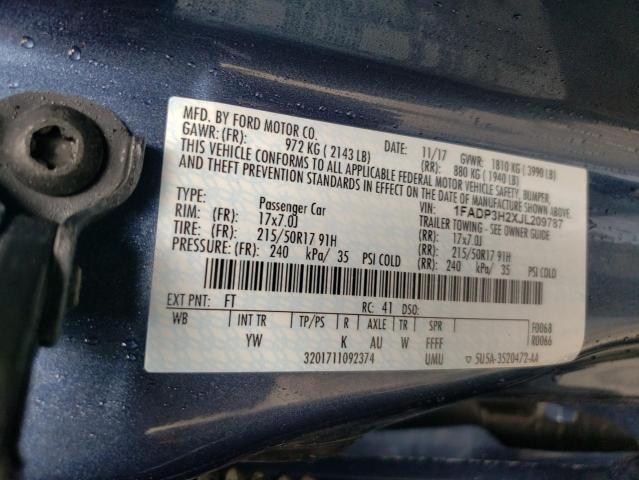 MFD. BY FORD MOTOR CO.
11/17 GVWR: 1810 KG ( 3990 LB)
GAWR: (FR): 972 KG ( 2143 LB) (RR): 880 KG ( 1940 LB)
THIS VEHICLE CONFORMS TO ALL APPLICABLE FEDERAL MOTOR VEHICLE SAFETY, BUMPER,
AND THEFT PREVENTION STANDARDS IN EFFECT ON THE DATE OF MANUFACTURE SHOWN ABOVE.
VIN: 1FADP3H2XJL209787
TYPE: Passenger Car TRAILER TOWING - SEE OWNER GUIDE
RIM: (FR): 17x7.0J (RR): 17x7.0J
TIRE: (FR): 215/50R17 91H (RR): 215/50R17 91H
PRESSURE: (FR): 240 kPa/ 35 PSI COLD (RR): 240 kPa/ 35 PSI COLD
EXT PNT: FT RC: 41 DSO:
WB INT TR TP/PS R AXLE TR SPR F0068
YW K AU W FFFF R0066
3201711092374 UMU ▽ 5U5A-3520472-AA